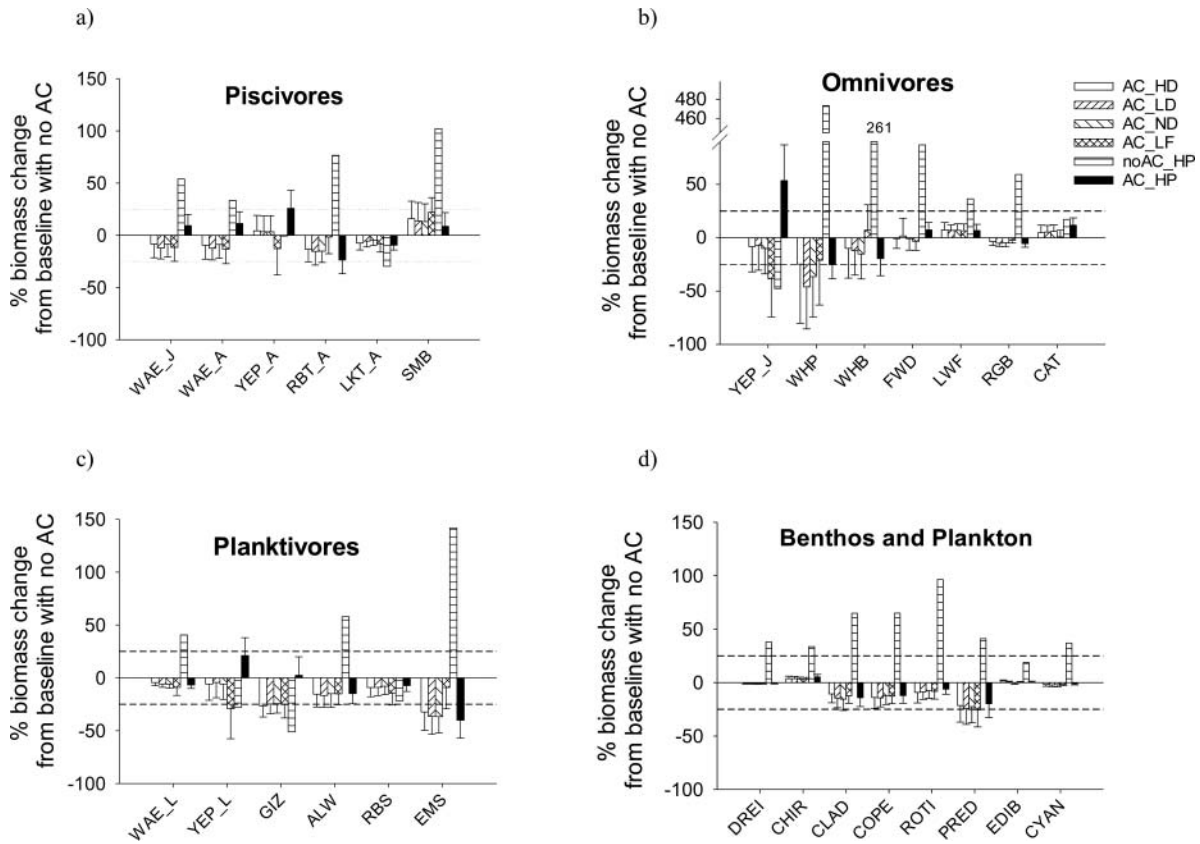 a)
Piscivores
% biomass change
from baseline with no AC
150
100
50
0
-50
-100
WAE_J
WAE_A
YEP_A
RBT_A
LKT_A
SMB
b)
Omnivores
% biomass change
from baseline with no AC
480
460
50
0
-50
-100
261
YEP_J
WHP
WHB
FWD
LWF
RGB
CAT
AC_HD
AC_LD
AC_ND
AC_LF
noAC_HP
AC_HP
c)
Planktivores
% biomass change
from baseline with no AC
150
100
50
0
-50
-100
WAE_L
YEP_L
GIZ
ALW
RBS
EMS
d)
Benthos and Plankton
% biomass change
from baseline with no AC
150
100
50
0
-50
-100
DREI
CHIR
CLAD
COPE
ROTI
PRED
EDIB
CYAN